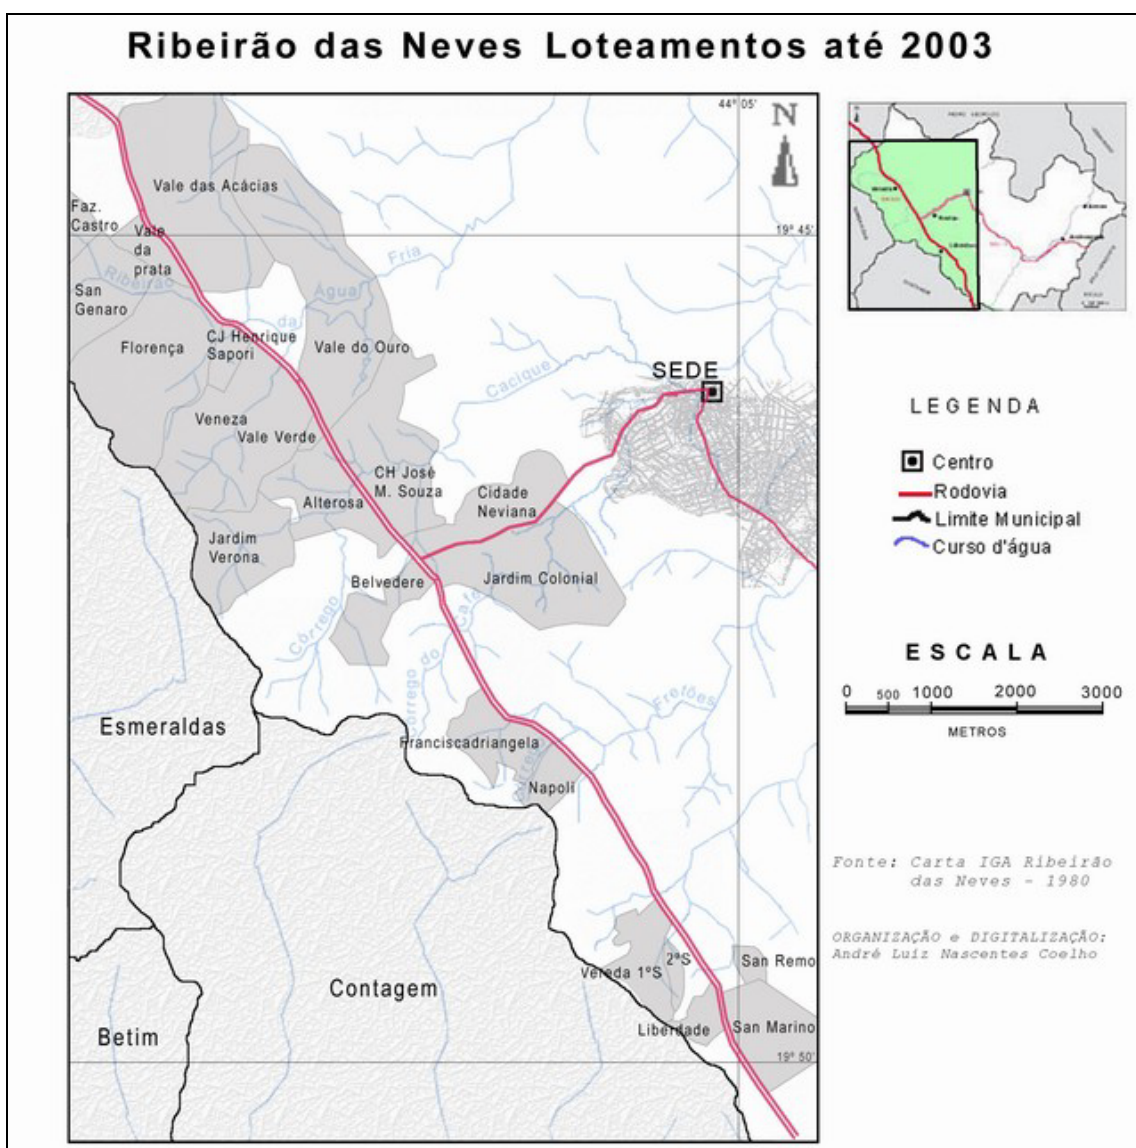 Ribeirão das Neves Loteamentos até 2003
44° 05'
N
Vale das Acácias
Faz.
Castro
19° 45'
Vale
da
prata
Fria
Ribeirão
Água
da
San
Genaro
CJ Henrique
Sapori
Florença
Vale do Ouro
SEDE
Cacique
Veneza
Vale Verde
CH José
M. Souza
Cidade
Neviana
Alterosa
Jardim
Verona
Belvedere
Jardim Colonial
Córrego
Córrego do Café
Esmeraldas
Franciscadriangela
Napoli
Córrego
Vereda 1ºS
2ºS
San Remo
Contagem
Liberdade
San Marino
Betim
19° 50'
LEGENDA
Centro
Rodovia
Limite Municipal
Curso d'água
ESCALA
0 500 1000 2000 3000
METROS
Fonte: Carta IGA Ribeirão
das Neves - 1980
ORGANIZAÇÃO e DIGITALIZAÇÃO:
André Luiz Nascentes Coelho